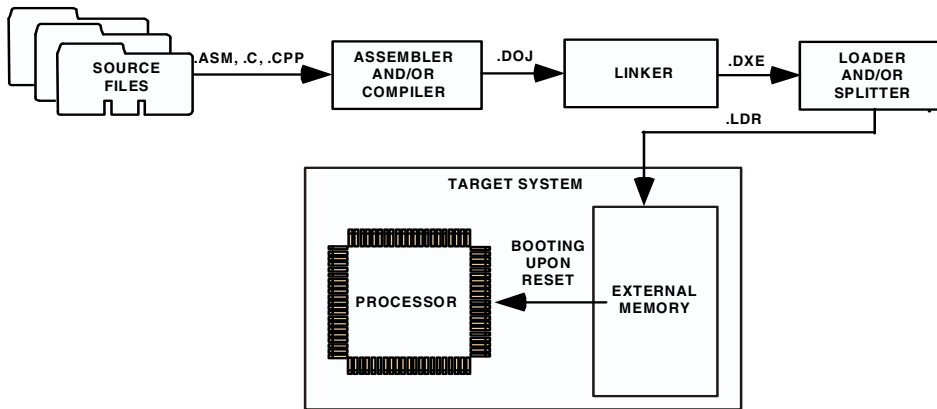 SOURCE
FILES
.ASM, .C, .CPP
ASSEMBLER
AND/OR
COMPILER
.DOJ
LINKER
.DXE
LOADER
AND/OR
SPLITTER
.LDR
TARGET SYSTEM
PROCESSOR
BOOTING
UPON
RESET
EXTERNAL
MEMORY